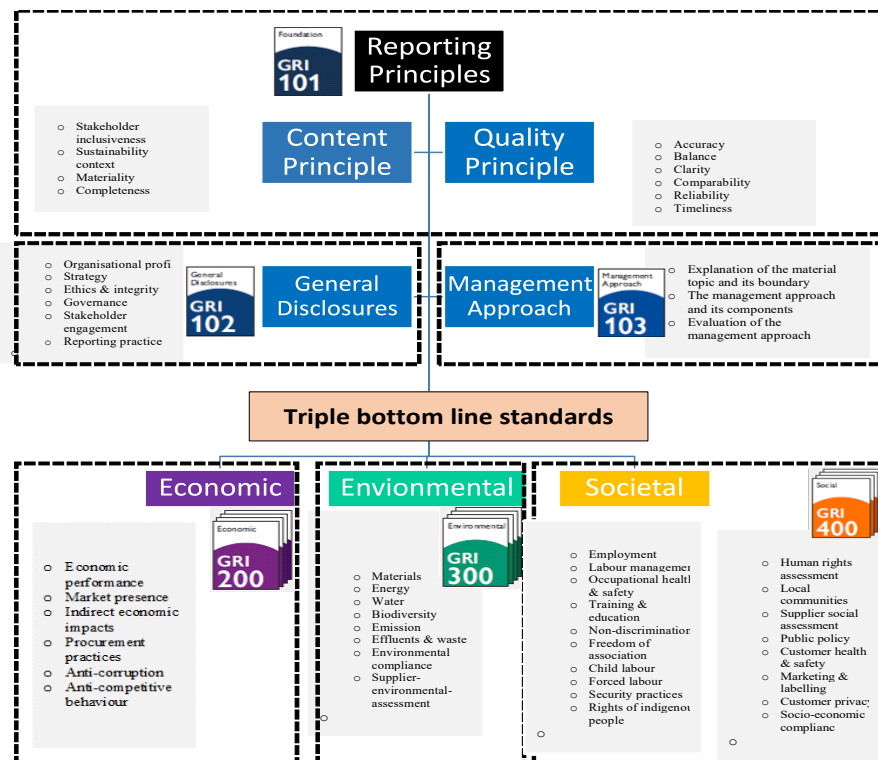 Foundation
GRI
101
Reporting
Principles
Content
Principle
Quality
Principle
o Stakeholder
inclusiveness
o Sustainability
context
o Materiality
o Completeness
o Accuracy
o Balance
o Clarity
o Comparability
o Reliability
o Timeliness
o Organisational profi
o Strategy
o Ethics & integrity
o Governance
o Stakeholder
engagement
o Reporting practice
o
General
Disclosures
GRI
102
General
Disclosures
Management
Approach
Management
Approach
GRI
103
o Explanation of the material
topic and its boundary
o The management approach
and its components
o Evaluation of the
management approach
Triple bottom line standards
Economic
Economic
GRI
200
o Economic
performance
o Market presence
o Indirect economic
impacts
o Procurement
practices
o Anti-corruption
o Anti-competitive
behaviour
Envionmental
Environmental
GRI
300
o Materials
o Energy
o Water
o Biodiversity
o Emission
o Effluents & waste
o Environmental
compliance
o Supplier-
environmental-
assessment
o
Societal
Social
GRI
400
o Employment
o Labour managemen
o Occupational health
& safety
o Training &
education
o Non-discrimination
o Freedom of
association
o Child labour
o Forced labour
o Security practices
o Rights of indigenou
people
o
o Human rights
assessment
o Local
communities
o Supplier social
assessment
o Public policy
o Customer health
& safety
o Marketing &
labelling
o Customer privacy
o Socio-economic
complianc
o